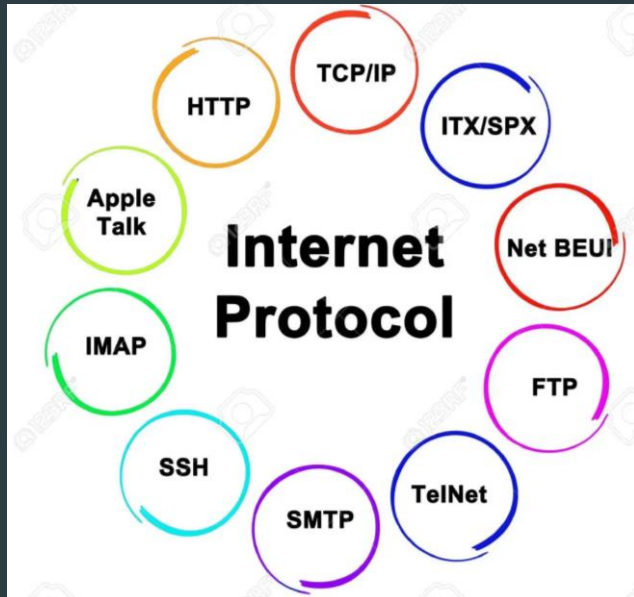 TCP/IP
HTTP
ITX/SPX
Apple
Talk
Internet
Protocol
Net BEUI
IMAP
FTP
SSH
TelNet
SMTP